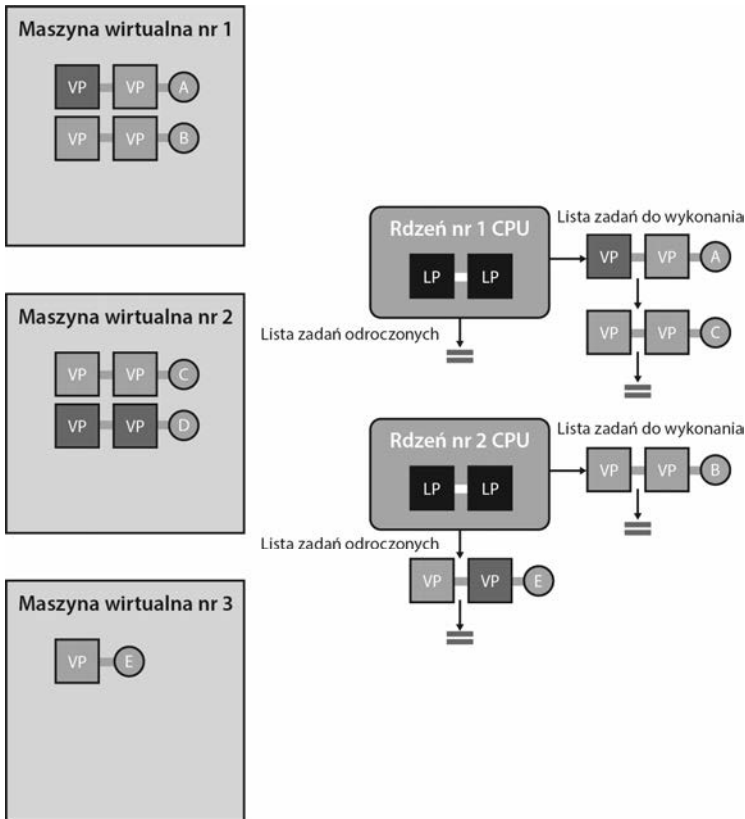 Maszyna wirtualna nr 1
VP VP A
VP VP B
Maszyna wirtualna nr 2
VP VP C
VP VP D
Maszyna wirtualna nr 3
VP E
Rdzeń nr 1 CPU
LP LP
Lista zadań odroczonych
Lista zadań do wykonania
VP VP A
VP VP C
Rdzeń nr 2 CPU
LP LP
Lista zadań odroczonych
VP VP E
Lista zadań do wykonania
VP VP B